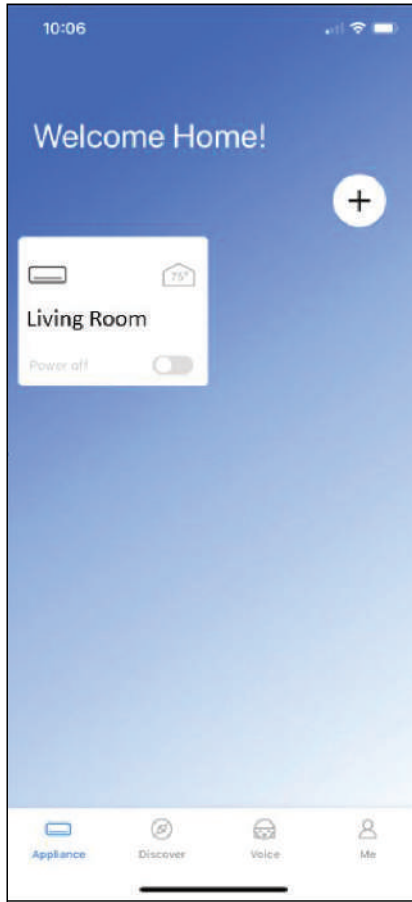 10:06
Welcome Home!
+
75°
Living Room
Power off
Appliance Discover Voice Me